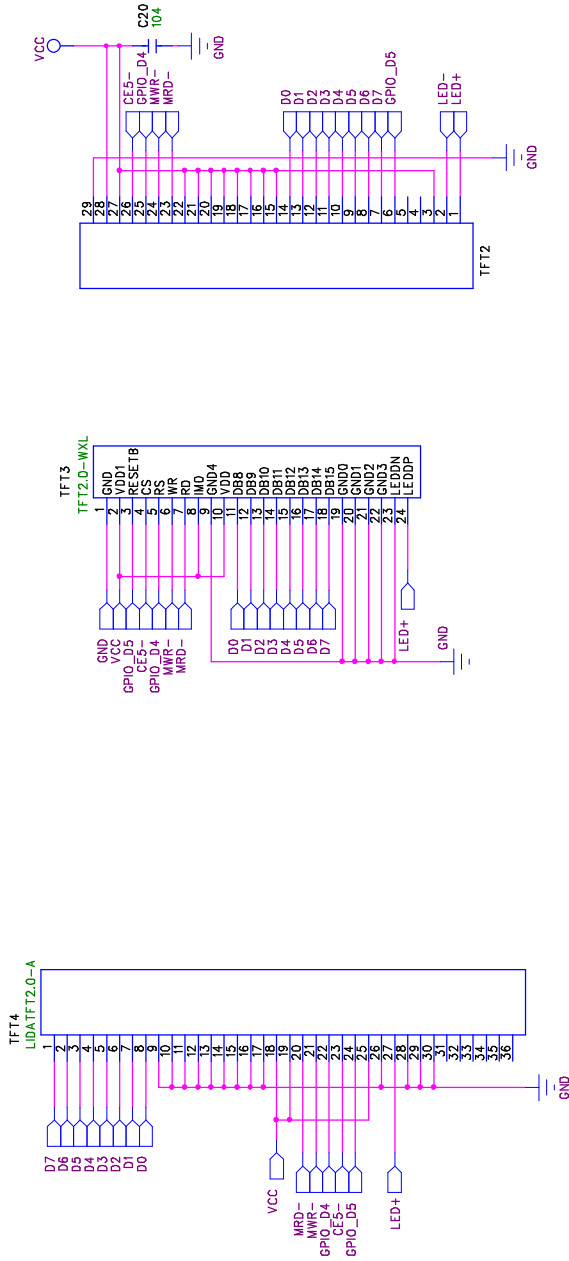 VCC
C20
104
GND
CE5-
GPIO_D4
MWR-
MRD-
D0
D1
D2
D3
D4
D5
D6
D7
GPIO_D5
LED-
LED+
GND
29
28
27
26
25
24
23
22
21
20
19
18
17
16
15
14
13
12
11
10
9
8
7
6
5
4
3
2
1
TFT2
TFT3
TFT2.0-WXL
1 GND
2 VDD1
3 RESETB
4 CS
5 RS
6 WR
7 RD
8 IM0
9 GND4
10 VDD
11 DB8
12 DB9
13 DB10
14 DB11
15 DB12
16 DB13
17 DB14
18 DB15
19 GND0
20 GND1
21 GND2
22 GND3
23 LEDDN
24 LEDDP
GND
VCC
GPIO_D5
CE5-
GPIO_D4
MWR-
MRD-
D0
D1
D2
D3
D4
D5
D6
D7
LED+
GND
TFT4
LIDATFT2.0-A
1
2
3
4
5
6
7
8
9
10
11
12
13
14
15
16
17
18
19
20
21
22
23
24
25
26
27
28
29
30
31
32
33
34
35
36
D7
D6
D5
D4
D3
D2
D1
D0
VCC
MRD-
MWR-
GPIO_D4
CE5-
GPIO_D5
LED+
GND